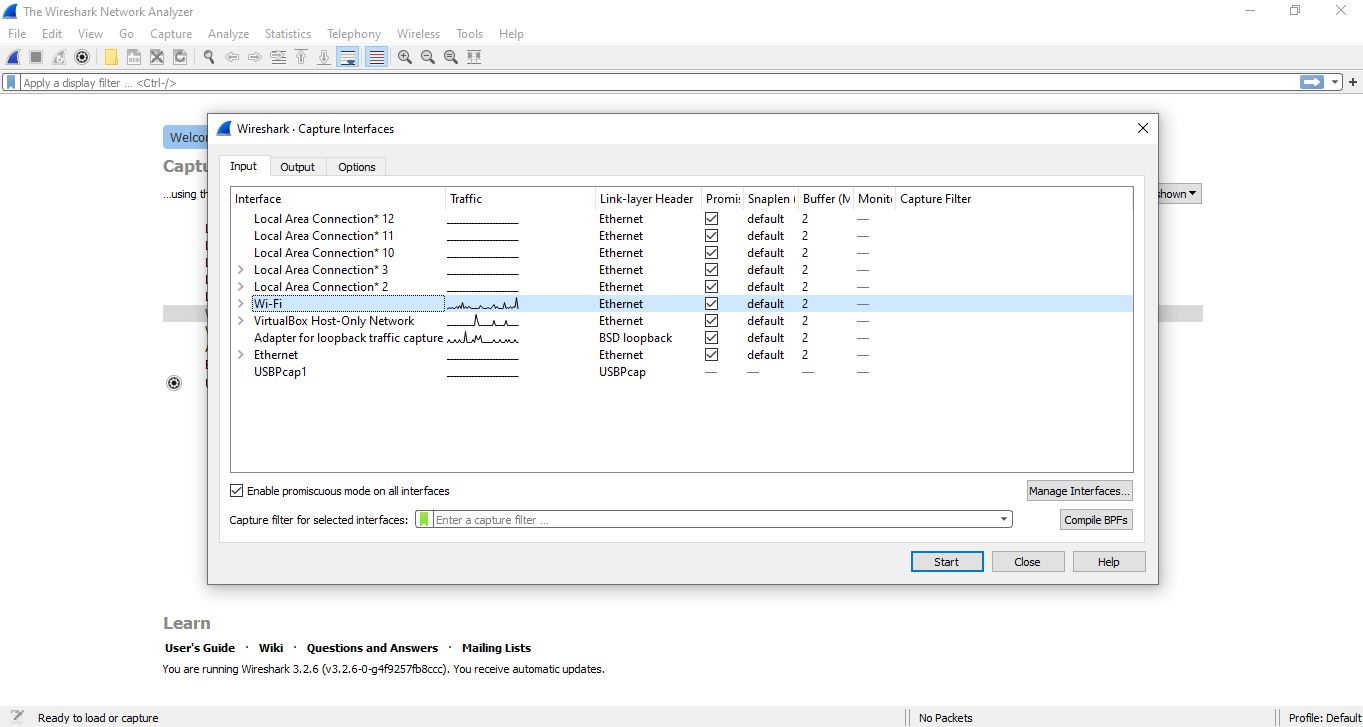 The Wireshark Network Analyzer
File Edit View Go Capture Analyze Statistics Telephony Wireless Tools Help
Apply a display filter ... <Ctrl-/>
Wireshark · Capture Interfaces
Input Output Options
Interface Traffic Link-layer Header Promis Snaplen ( Buffer (M Monito Capture Filter
Local Area Connection* 12 Ethernet default 2 —
Local Area Connection* 11 Ethernet default 2 —
Local Area Connection* 10 Ethernet default 2 —
Local Area Connection* 3 Ethernet default 2 —
Local Area Connection* 2 Ethernet default 2 —
Wi-Fi Ethernet default 2 —
VirtualBox Host-Only Network Ethernet default 2 —
Adapter for loopback traffic capture BSD loopback default 2 —
Ethernet Ethernet default 2 —
USBPcap1 USBPcap — — — —
Enable promiscuous mode on all interfaces
Manage Interfaces...
Capture filter for selected interfaces: Enter a capture filter ...
Compile BPFs
Start Close Help
Welco
Captu
...using th
hown
Learn
User's Guide · Wiki · Questions and Answers · Mailing Lists
You are running Wireshark 3.2.6 (v3.2.6-0-g4f9257fb8ccc). You receive automatic updates.
Ready to load or capture
No Packets
Profile: Default